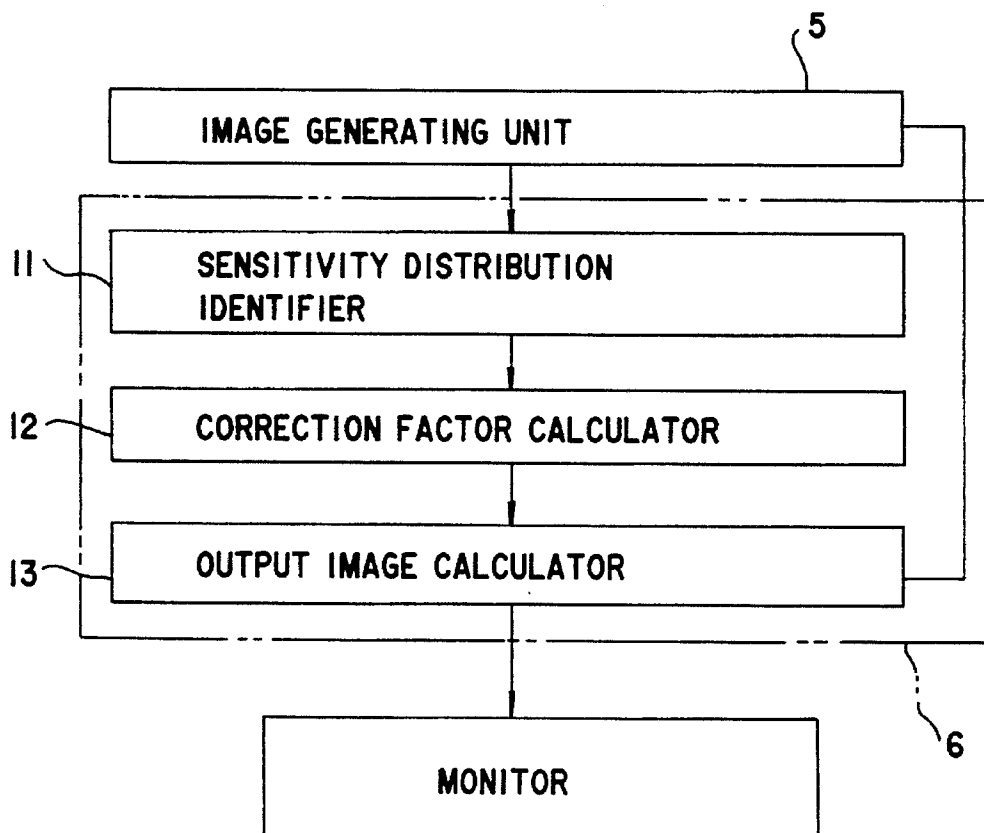 5
IMAGE GENERATING UNIT
11
SENSITIVITY DISTRIBUTION
IDENTIFIER
12
CORRECTION FACTOR CALCULATOR
13
OUTPUT IMAGE CALCULATOR
6
MONITOR